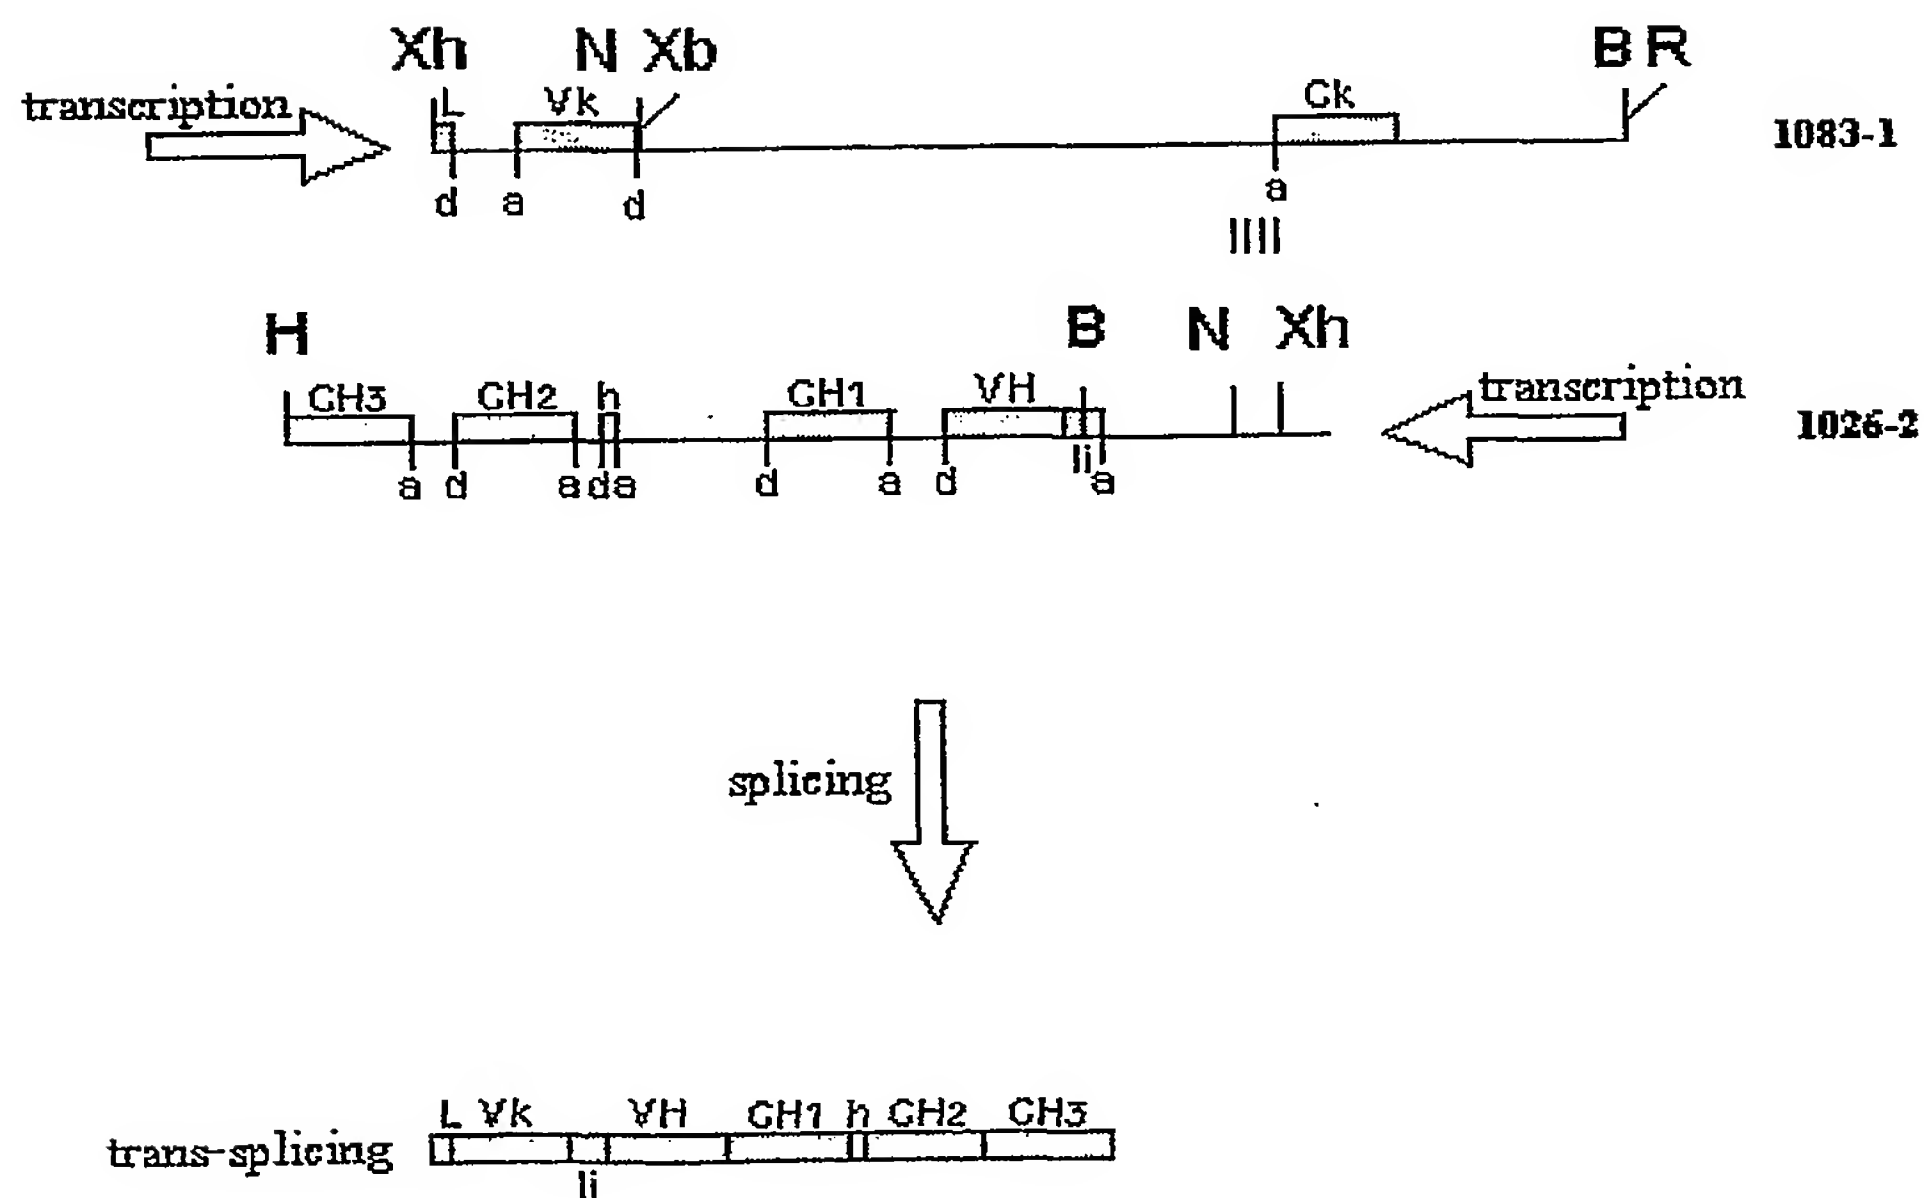 Xh N Xb B R
transcription L Vk Ck 1083-1
d a d a
H B N Xh
CH3 CH2 h CH1 VH transcription 1026-2
li
a d a d a d a d a
splicing
L Vk VH CH1 h CH2 CH3
trans-splicing
li